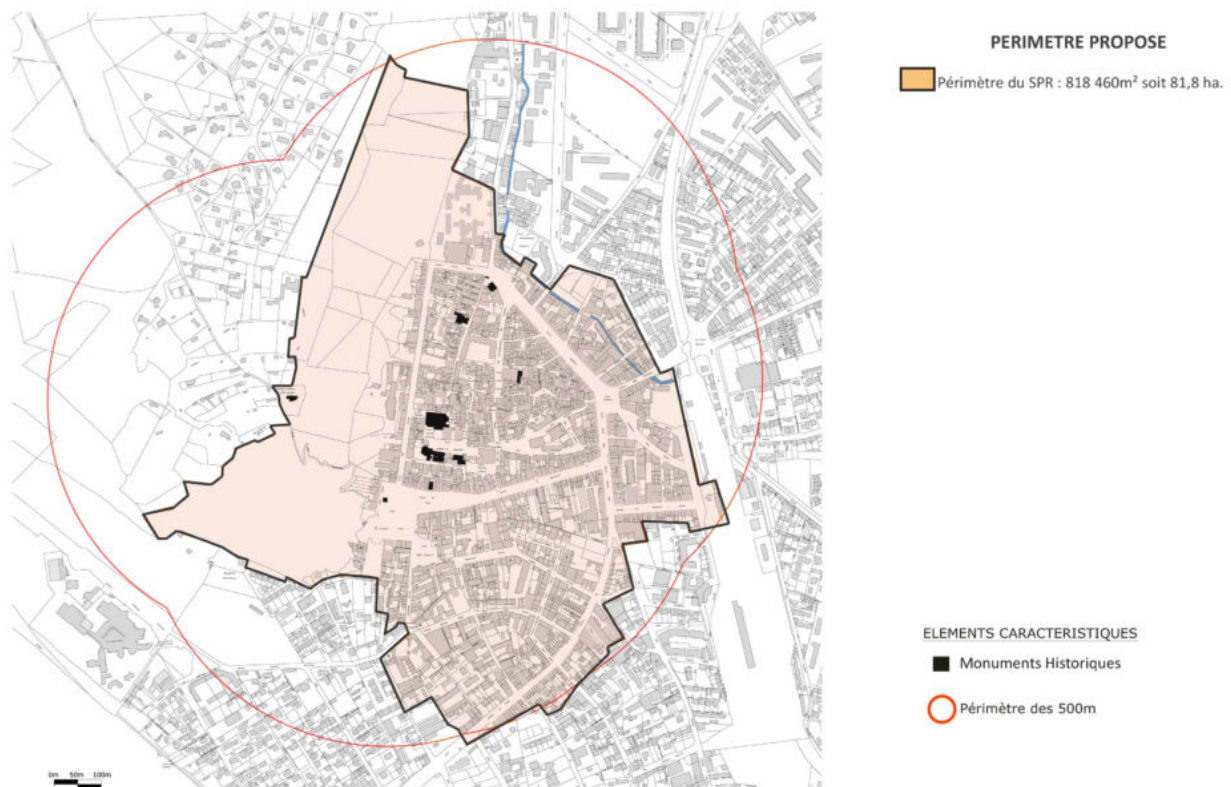 PERIMETRE PROPOSE
Périmètre du SPR : 818 460m² soit 81,8 ha.
ELEMENTS CARACTERISTIQUES
Monuments Historiques
Périmètre des 500m
0m 50m 100m